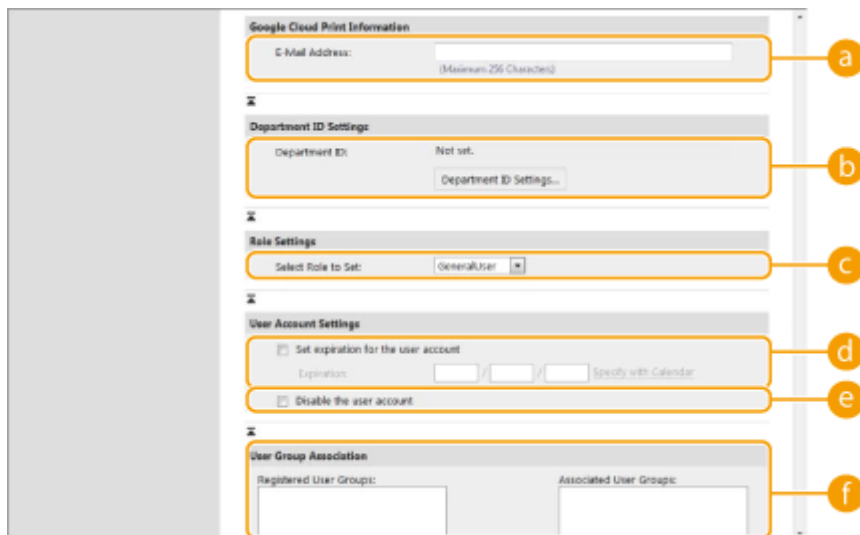 Google Cloud Print Information
E-Mail Address:
(Maximum 256 Characters)
a
Department ID Settings
Department ID: Not set.
Department ID Settings...
b
Role Settings
Select Role to Set: GeneralUser
c
User Account Settings
Set expiration for the user account
Expiration: / / Specify with Calendar
d
Disable the user account
e
User Group Association
Registered User Groups: Associated User Groups:
f